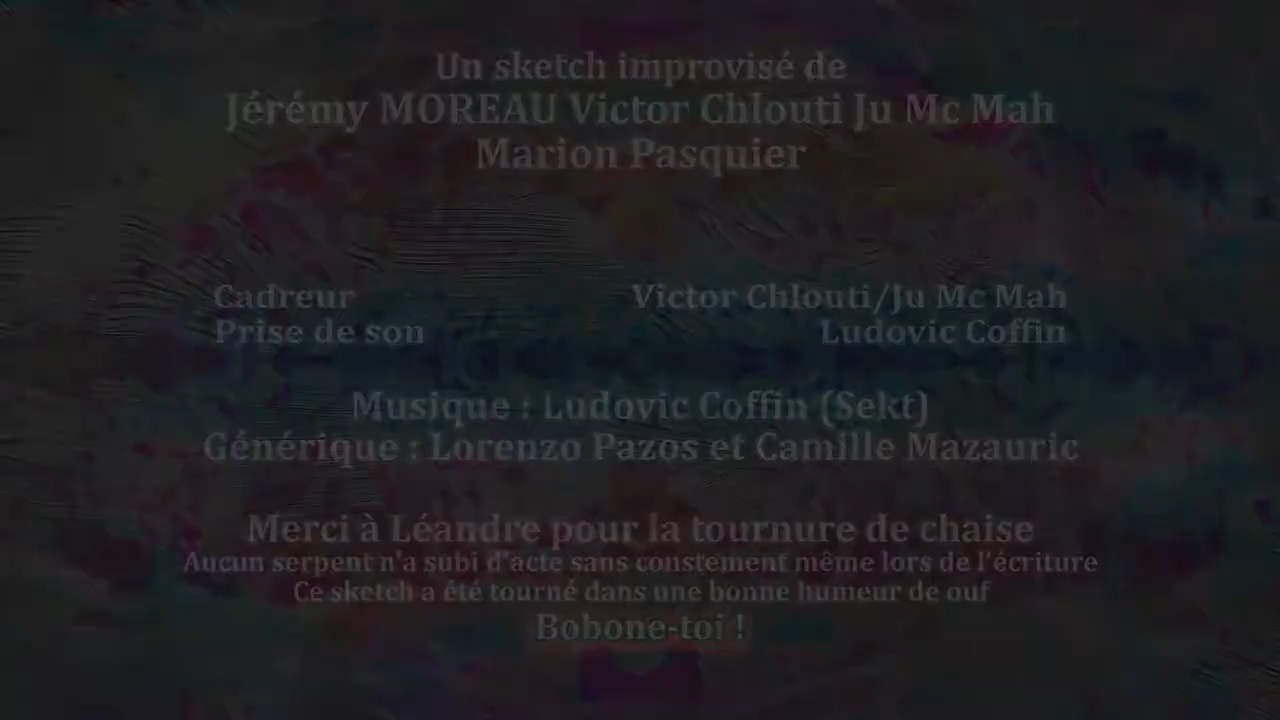 Un sketch improvisé de
Jérémy MOREAU Victor Chlouti Ju Mc Mah
Marion Pasquier
Cadreur Victor Chlouti/Ju Mc Mah
Prise de son Ludovic Coffin
Musique : Ludovic Coffin (Sekt)
Générique : Lorenzo Pazos et Camille Mazauric
Merci à Léandre pour la tournure de chaise
Aucun serpent n'a subi d'acte sans constement même lors de l'écriture
Ce sketch a été tourné dans une bonne humeur de ouf
Bobone-toi !